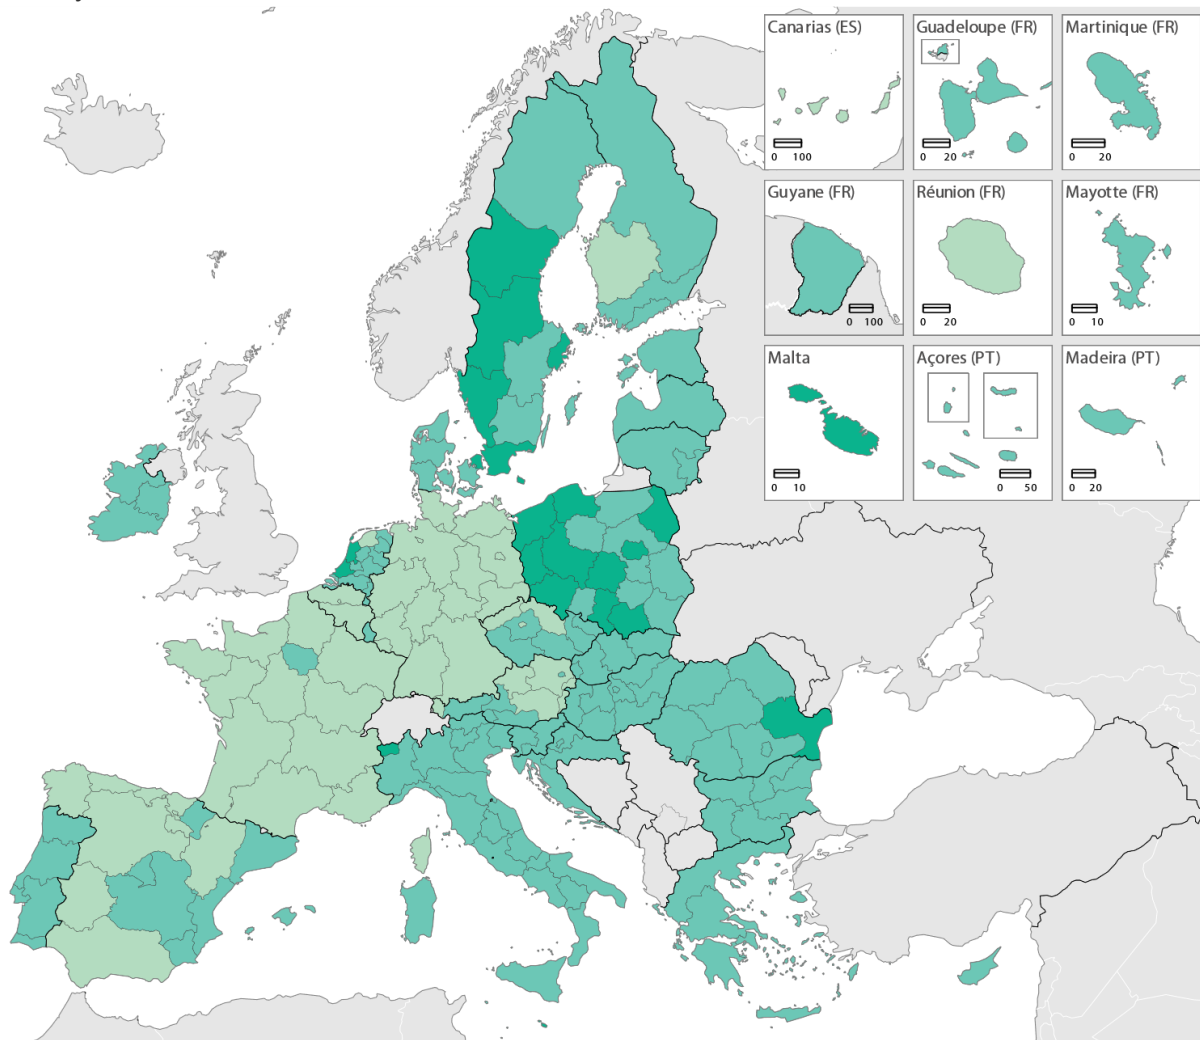 Canarias (ES)
0 100
Guadeloupe (FR)
0 20
Martinique (FR)
0 20
Guyane (FR)
0 100
Réunion (FR)
0 20
Mayotte (FR)
0 10
Malta
0 10
Açores (PT)
0 50
Madeira (PT)
0 20